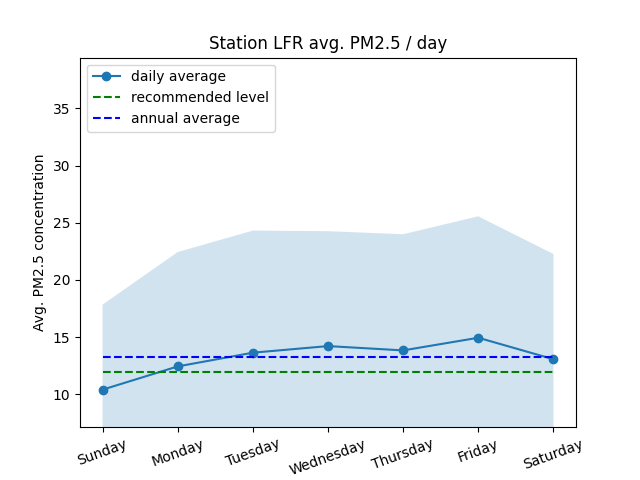 Station LFR avg. PM2.5 / day
daily average
recommended level
annual average
Avg. PM2.5 concentration
35
30
25
20
15
10
Sunday Monday Tuesday Wednesday Thursday Friday Saturday